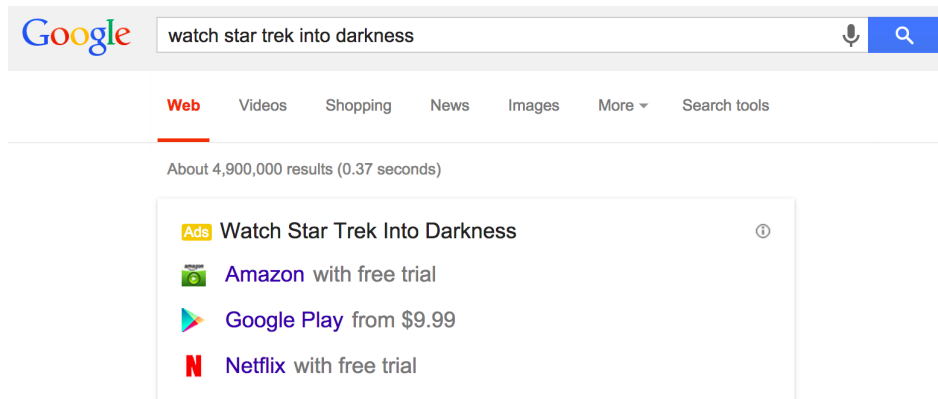 Google watch star trek into darkness
Web Videos Shopping News Images More Search tools
About 4,900,000 results (0.37 seconds)
Ads Watch Star Trek Into Darkness
amazon Amazon with free trial
Google Play from $9.99
N Netflix with free trial